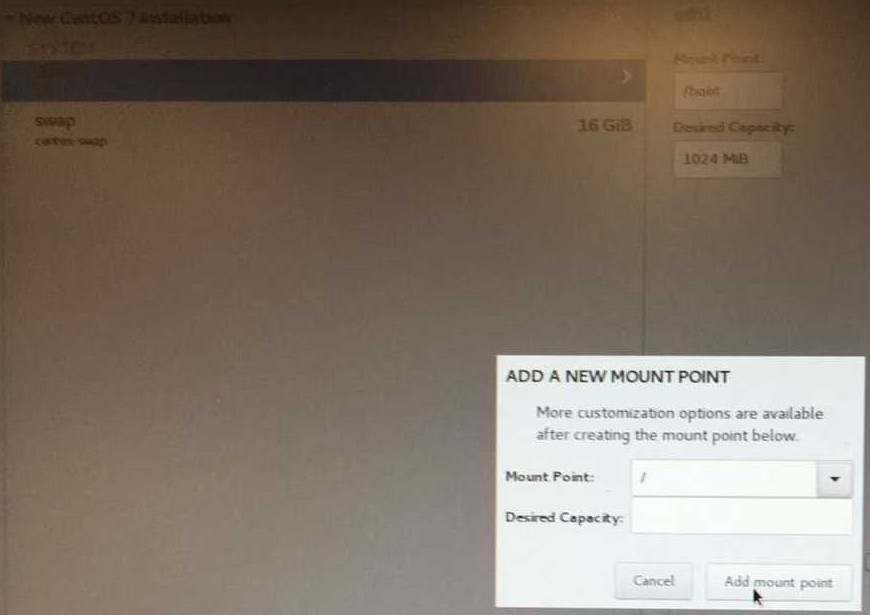 New CentOS 7 Installation
SYSTEM
swap
16 GiB
centos-swap
sda1
Mount Point:
/boot
Desired Capacity:
1024 MiB
ADD A NEW MOUNT POINT
More customization options are available
after creating the mount point below.
Mount Point:
/
Desired Capacity:
Cancel
Add mount point